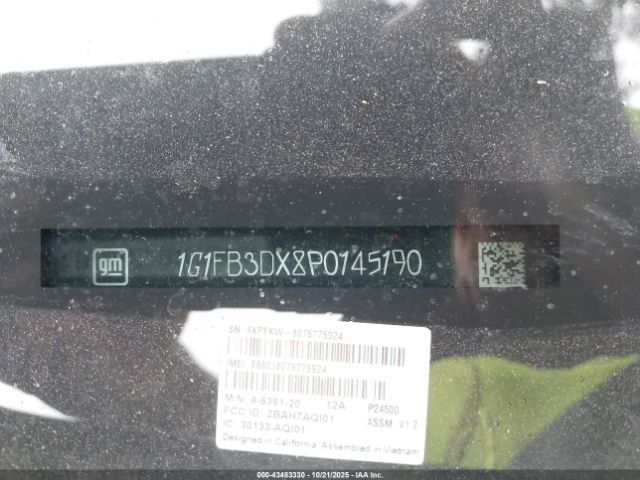 gm 1G1FB3DX8P0145190
SN: AKPFKW-8076775924
IMEI: 866038076775924
M/N: 4-6361-20 12A P24500
FCC ID: 2BAH7AQI01 ASSM: V1.2
IC: 30133-AQI01
Designed in California. Assembled in Vietnam
000-43483330 - 10/21/2025 - IAA Inc.